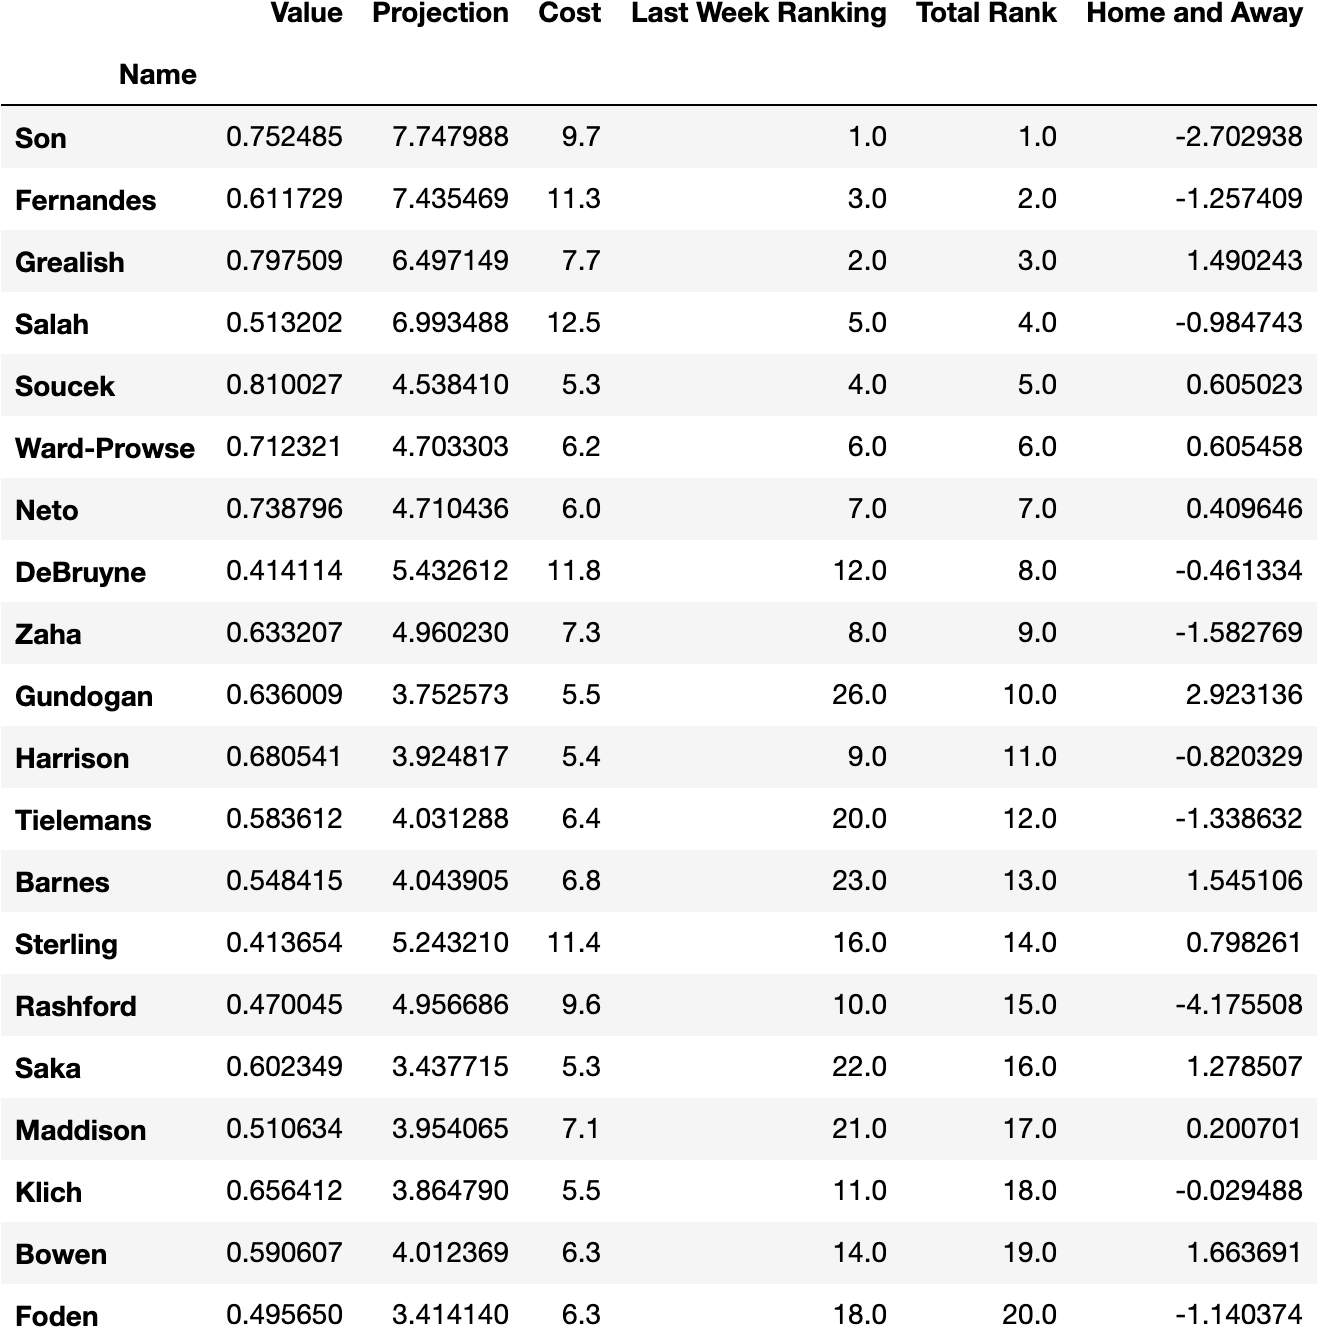 Value Projection Cost Last Week Ranking Total Rank Home and Away
Name
Son 0.752485 7.747988 9.7 1.0 1.0 -2.702938
Fernandes 0.611729 7.435469 11.3 3.0 2.0 -1.257409
Grealish 0.797509 6.497149 7.7 2.0 3.0 1.490243
Salah 0.513202 6.993488 12.5 5.0 4.0 -0.984743
Soucek 0.810027 4.538410 5.3 4.0 5.0 0.605023
Ward-Prowse 0.712321 4.703303 6.2 6.0 6.0 0.605458
Neto 0.738796 4.710436 6.0 7.0 7.0 0.409646
DeBruyne 0.414114 5.432612 11.8 12.0 8.0 -0.461334
Zaha 0.633207 4.960230 7.3 8.0 9.0 -1.582769
Gundogan 0.636009 3.752573 5.5 26.0 10.0 2.923136
Harrison 0.680541 3.924817 5.4 9.0 11.0 -0.820329
Tielemans 0.583612 4.031288 6.4 20.0 12.0 -1.338632
Barnes 0.548415 4.043905 6.8 23.0 13.0 1.545106
Sterling 0.413654 5.243210 11.4 16.0 14.0 0.798261
Rashford 0.470045 4.956686 9.6 10.0 15.0 -4.175508
Saka 0.602349 3.437715 5.3 22.0 16.0 1.278507
Maddison 0.510634 3.954065 7.1 21.0 17.0 0.200701
Klich 0.656412 3.864790 5.5 11.0 18.0 -0.029488
Bowen 0.590607 4.012369 6.3 14.0 19.0 1.663691
Foden 0.495650 3.414140 6.3 18.0 20.0 -1.140374